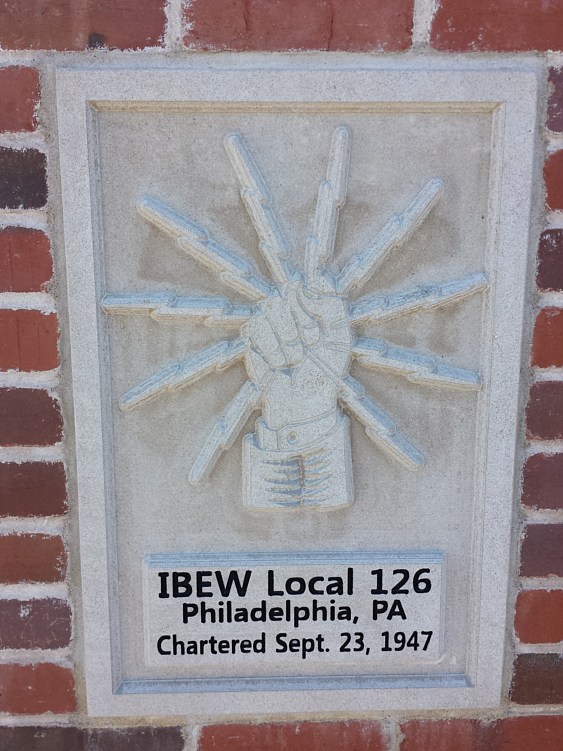 IBEW Local 126
Philadelphia, PA
Chartered Sept. 23, 1947